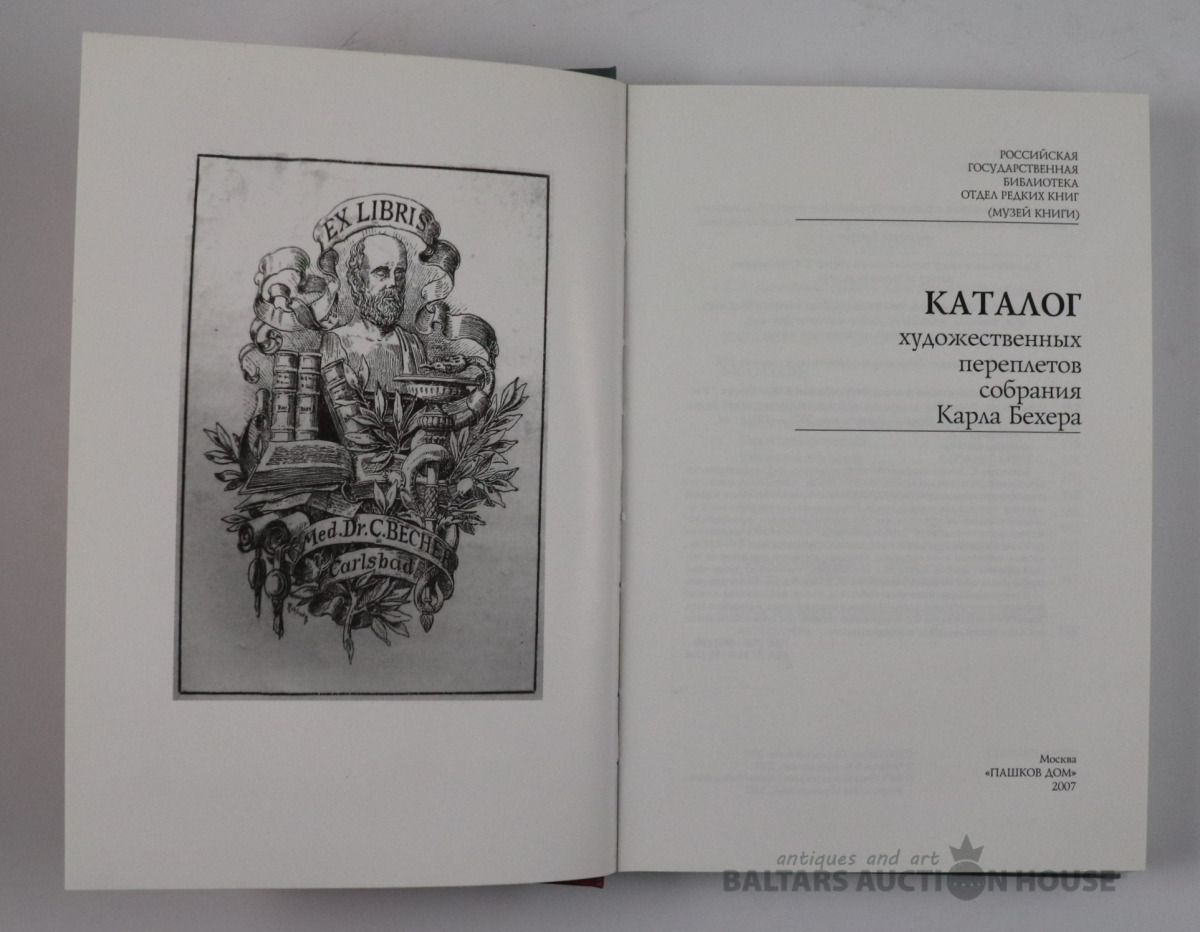 EX LIBRIS
Med. Dr. C. BECHER
Carlsbad
РОССИЙСКАЯ
ГОСУДАРСТВЕННАЯ
БИБЛИОТЕКА
ОТДЕЛ РЕДКИХ КНИГ
(МУЗЕЙ КНИГИ)
КАТАЛОГ
художественных
переплетов
собрания
Карла Бехера
Москва
«ПАШКОВ ДОМ»
2007
antiques and art
BALTARS AUCTION HOUSE